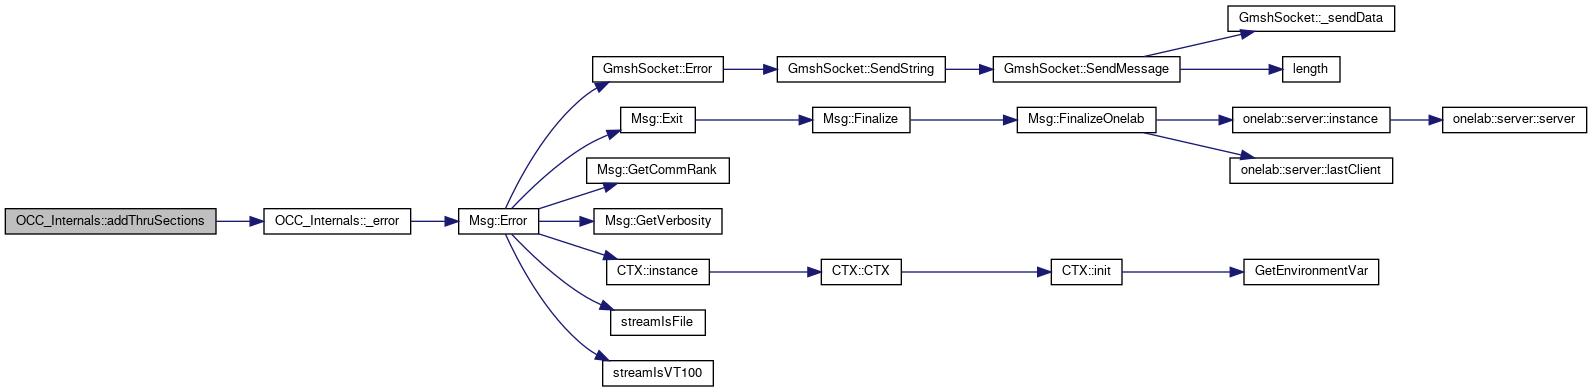 GmshSocket::_sendData
GmshSocket::Error
GmshSocket::SendString
GmshSocket::SendMessage
length
Msg::Exit
Msg::Finalize
Msg::FinalizeOnelab
onelab::server::instance
onelab::server::server
Msg::GetCommRank
onelab::server::lastClient
OCC_Internals::addThruSections
OCC_Internals::_error
Msg::Error
Msg::GetVerbosity
CTX::instance
CTX::CTX
CTX::init
GetEnvironmentVar
streamIsFile
streamIsVT100